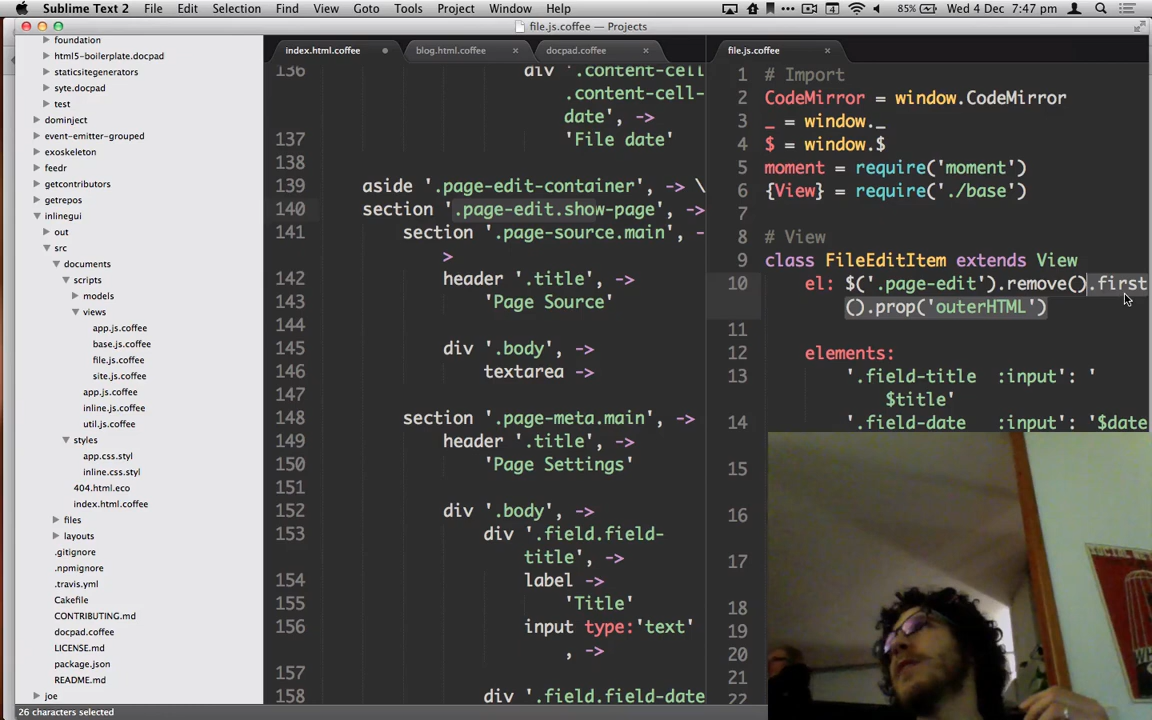 Sublime Text 2 File Edit Selection Find View Goto Tools Project Window Help 4 85% Wed 4 Dec 7:47 pm
file.js.coffee — Projects
foundation
html5-boilerplate.docpad
staticsitegenerators
syte.docpad
test
dominject
event-emitter-grouped
exoskeleton
feedr
getcontributors
getrepos
inlinegui
out
src
documents
scripts
models
views
app.js.coffee
base.js.coffee
file.js.coffee
site.js.coffee
app.js.coffee
inline.js.coffee
util.js.coffee
styles
app.css.styl
inline.css.styl
404.html.eco
index.html.coffee
files
layouts
.gitignore
.npmignore
.travis.yml
Cakefile
CONTRIBUTING.md
docpad.coffee
LICENSE.md
package.json
README.md
joe
index.html.coffee blog.html.coffee docpad.coffee
136 div '.content-cell
.content-cell-
date', ->
137 'File date'
138
139 aside '.page-edit-container', -> \
140 section '.page-edit.show-page', ->
141 section '.page-source.main', -
>
142 header '.title', ->
143 'Page Source'
144
145 div '.body', ->
146 textarea ->
147
148 section '.page-meta.main', ->
149 header '.title', ->
150 'Page Settings'
151
152 div '.body', ->
153 div '.field.field-
title', ->
154 label ->
155 'Title'
156 input type:'text'
, ->
157
158 div '.field.field-date
file.js.coffee
1 # Import
2 CodeMirror = window.CodeMirror
3 _ = window._
4 $ = window.$
5 moment = require('moment')
6 {View} = require('./base')
7
8 # View
9 class FileEditItem extends View
10 el: $('.page-edit').remove().first
().prop('outerHTML')
11
12 elements:
13 '.field-title :input': '
$title'
14 '.field-date :input': '$date
15
16
17
18
19
20
21
22
26 characters selected